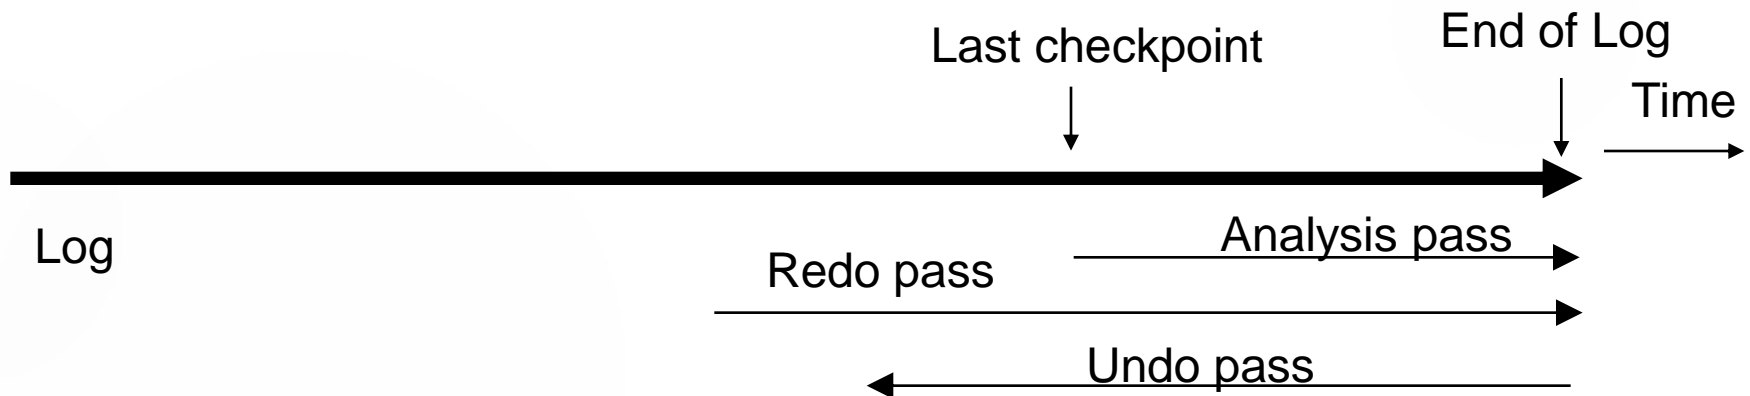 Last checkpoint
End of Log
Time
Log
Analysis pass
Redo pass
Undo pass